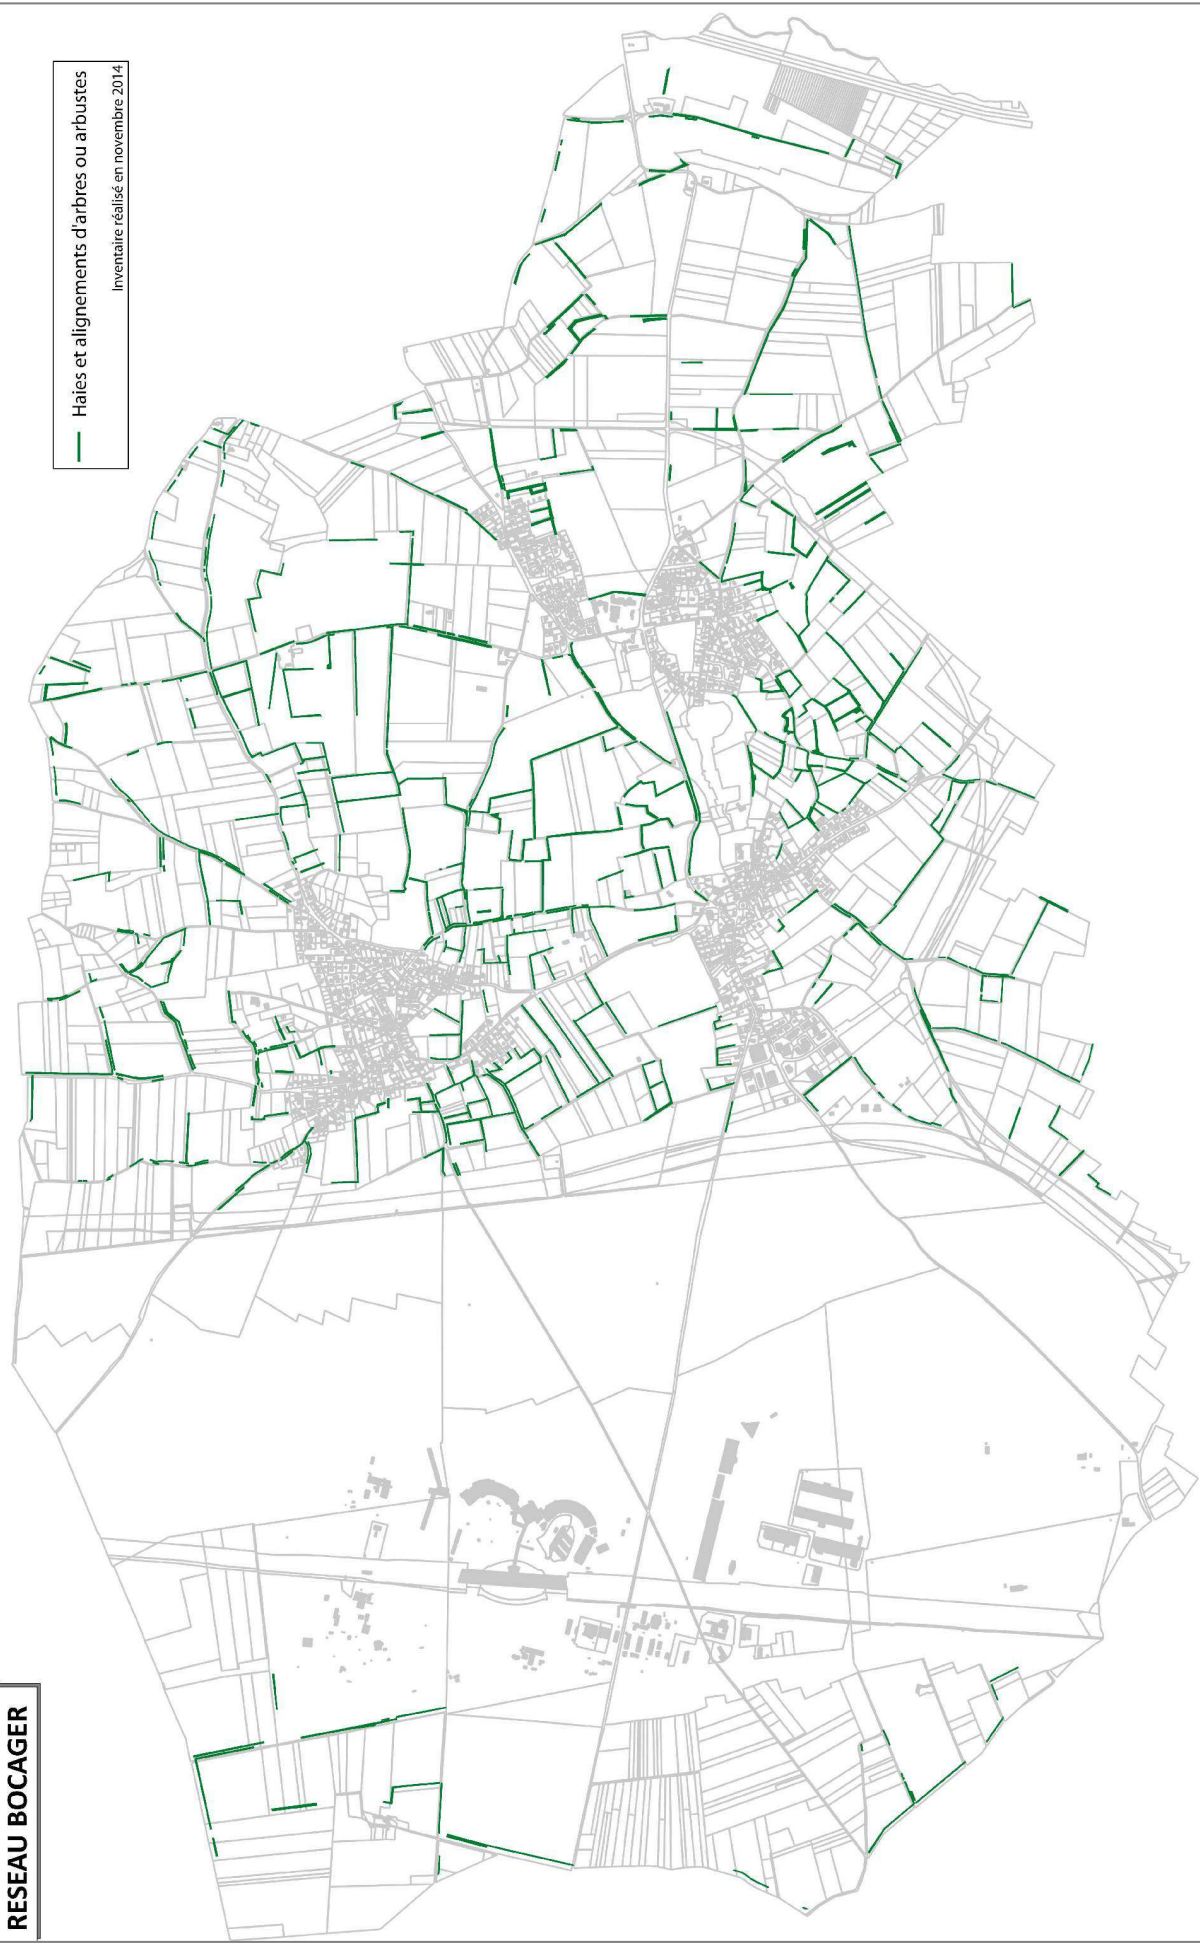 RESEAU BOCAGER
Haies et alignements d'arbres ou arbustes
Inventaire réalisé en novembre 2014